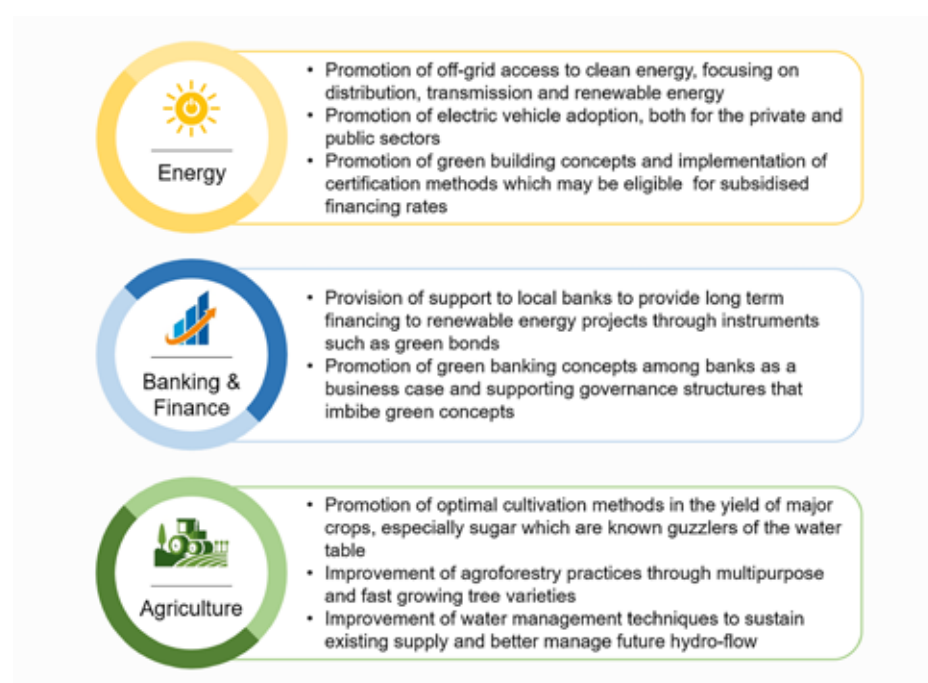 Energy
• Promotion of off-grid access to clean energy, focusing on
distribution, transmission and renewable energy
• Promotion of electric vehicle adoption, both for the private and
public sectors
• Promotion of green building concepts and implementation of
certification methods which may be eligible for subsidised
financing rates
Banking &
Finance
• Provision of support to local banks to provide long term
financing to renewable energy projects through instruments
such as green bonds
• Promotion of green banking concepts among banks as a
business case and supporting governance structures that
imbibe green concepts
Agriculture
• Promotion of optimal cultivation methods in the yield of major
crops, especially sugar which are known guzzlers of the water
table
• Improvement of agroforestry practices through multipurpose
and fast growing tree varieties
• Improvement of water management techniques to sustain
existing supply and better manage future hydro-flow